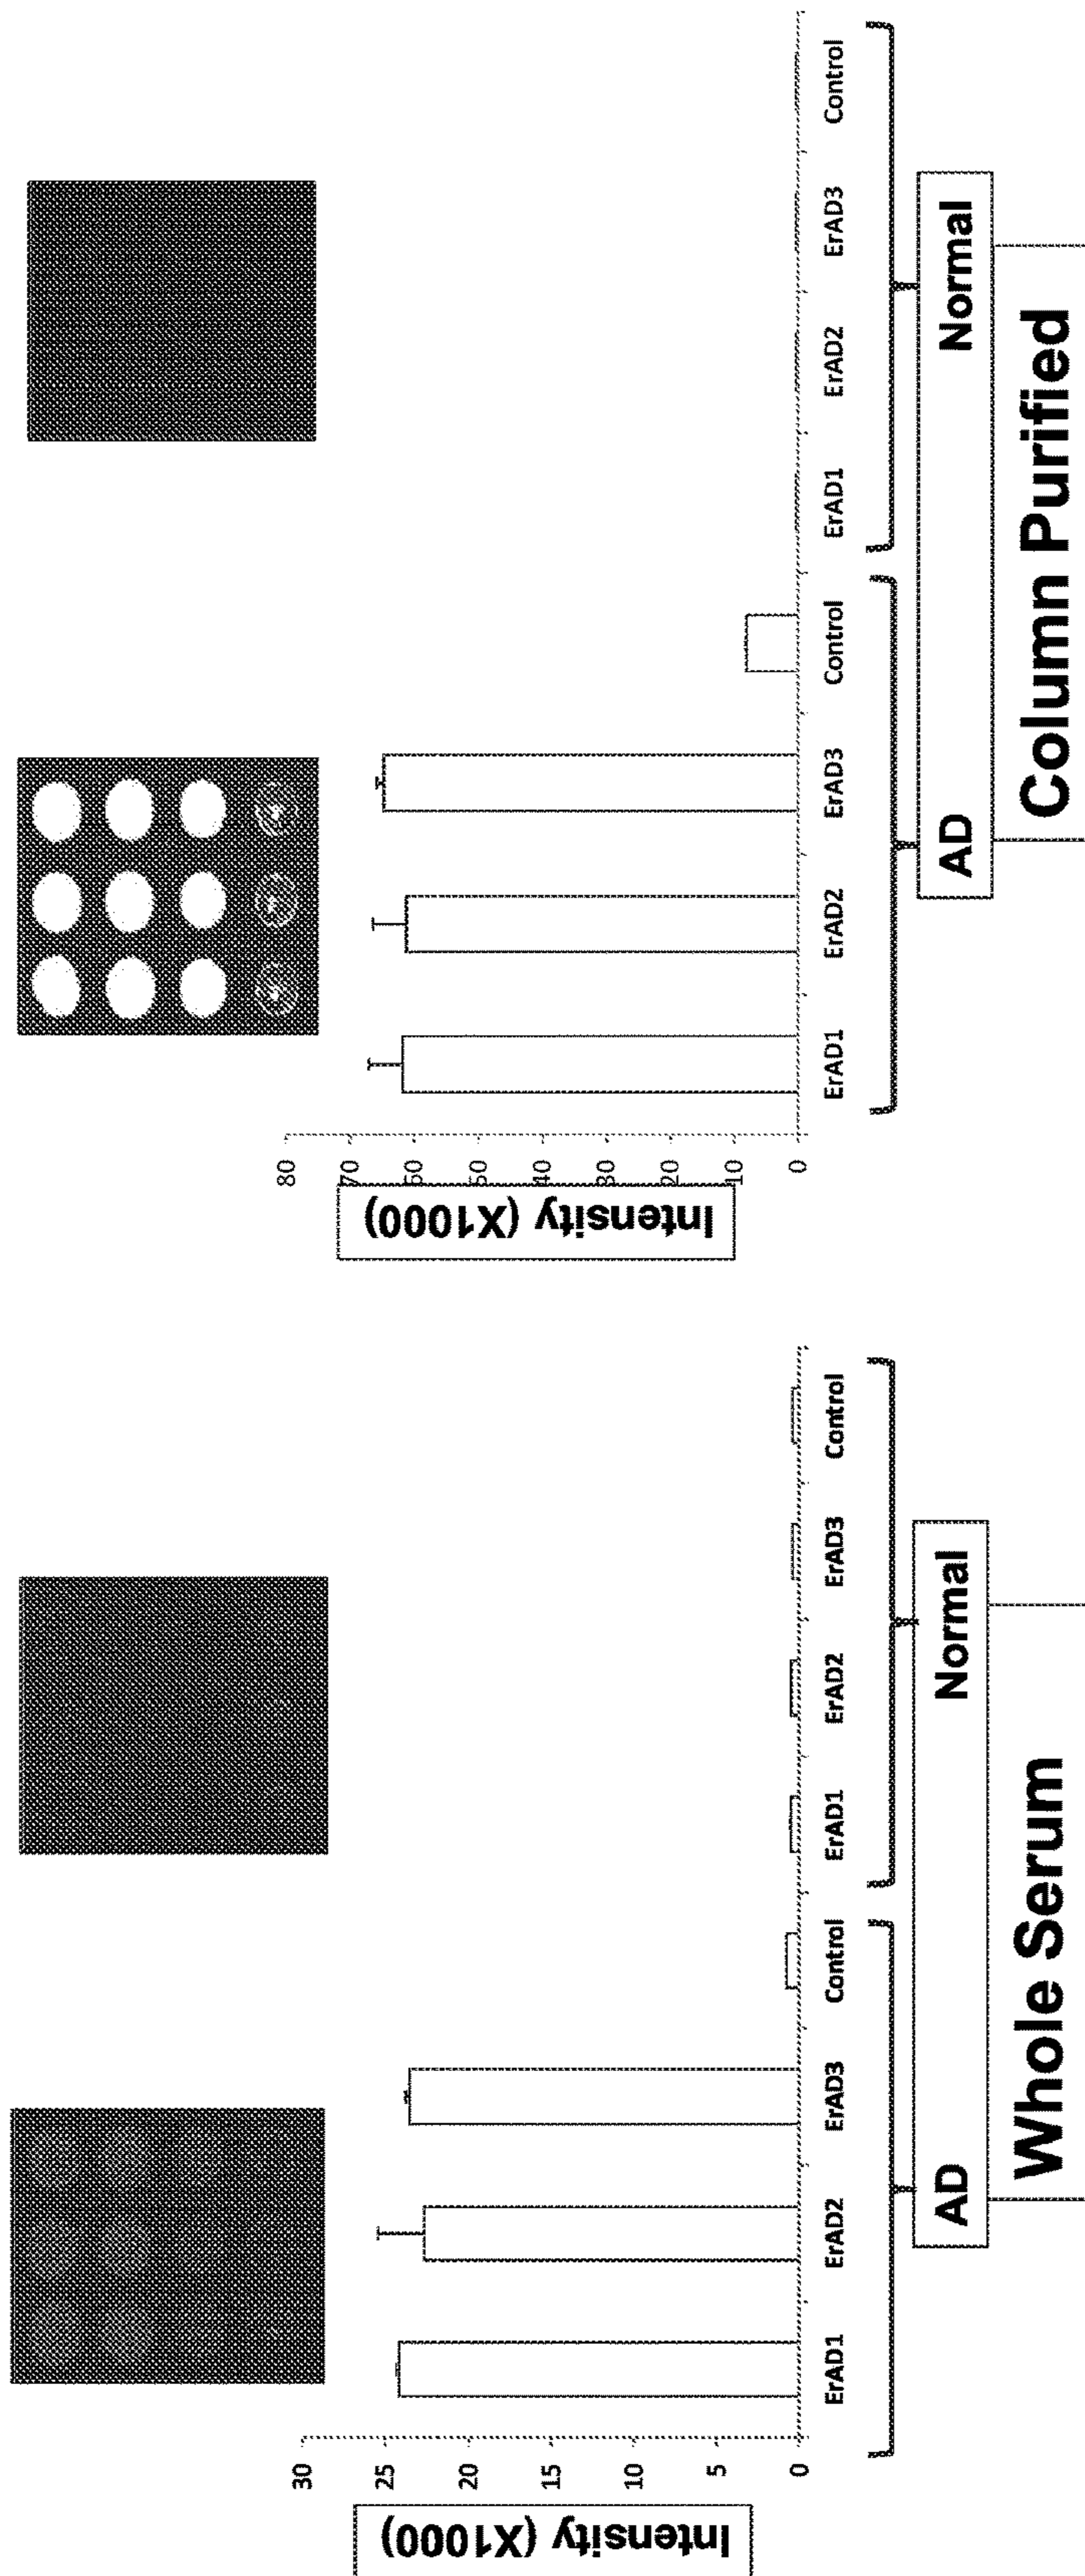 Intensity (X1000)
30
25
20
15
10
5
0
ErAD1 ErAD2 ErAD3 Control ErAD1 ErAD2 ErAD3 Control
AD Normal
Whole Serum
Intensity (X1000)
80
70
60
50
40
30
20
10
0
ErAD1 ErAD2 ErAD3 Control ErAD1 ErAD2 ErAD3 Control
AD Normal
Column Purified